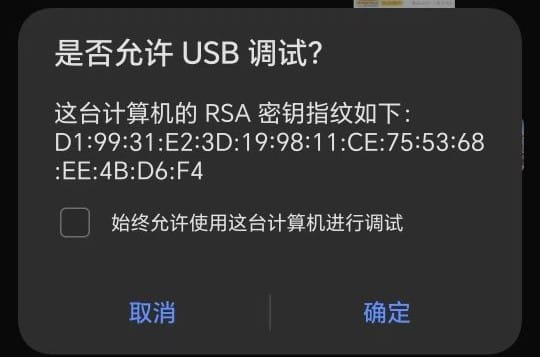 是否允许 USB 调试？
这台计算机的 RSA 密钥指纹如下：
D1:99:31:E2:3D:19:98:11:CE:75:53:68
:EE:4B:D6:F4
始终允许使用这台计算机进行调试
取消
确定